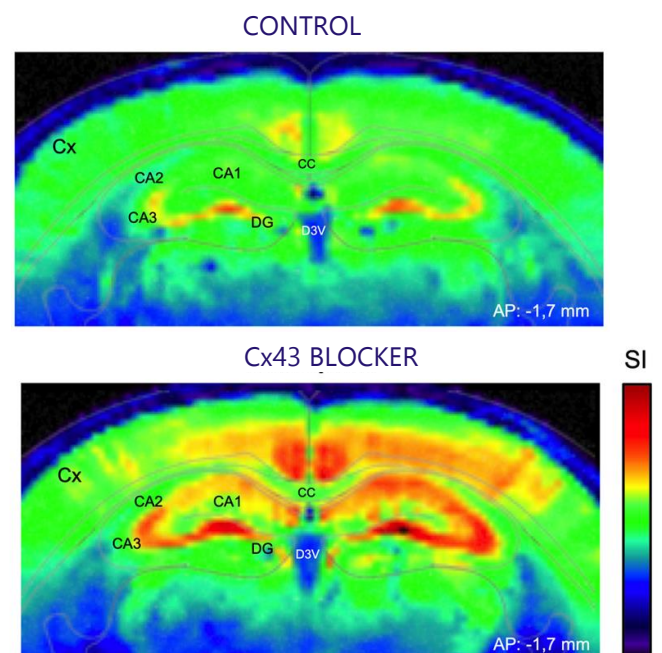 CONTROL
Cx
CA2
CA1
CC
CA3
DG
D3V
AP: -1,7 mm
Cx43 BLOCKER
SI
Cx
CA2
CA1
CC
CA3
DG
D3V
AP: -1,7 mm